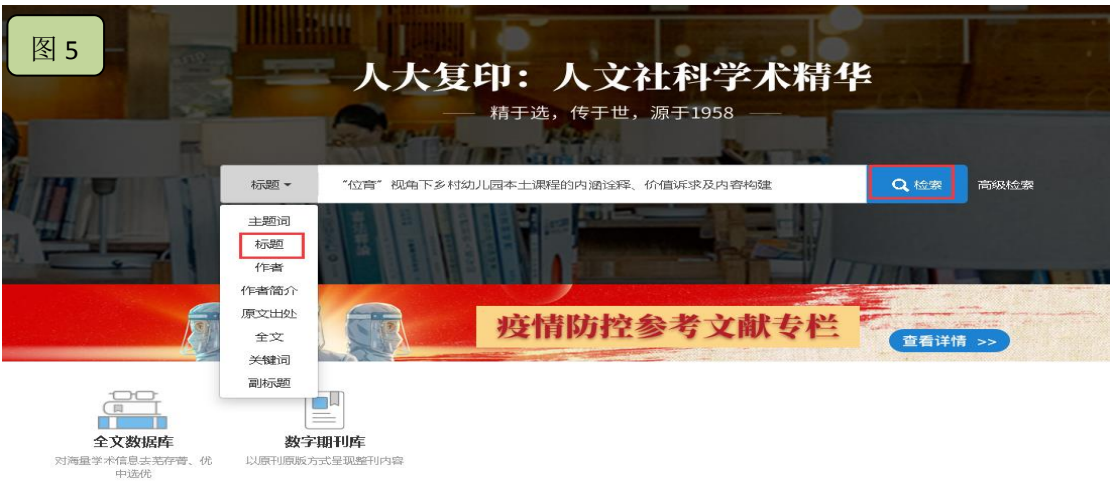 图 5
人大复印：人文社科学术精华
精于选，传于世，源于1958
标题
“位育”视角下乡村幼儿园本土课程的内涵诠释、价值诉求及内容构建
检索
高级检索
主题词
标题
作者
作者简介
原文出处
全文
关键词
副标题
疫情防控参考文献专栏
查看详情 >>
全文数据库
对海量学术信息去芜存菁、优
中选优
数字期刊库
以原刊原版方式呈现整刊内容